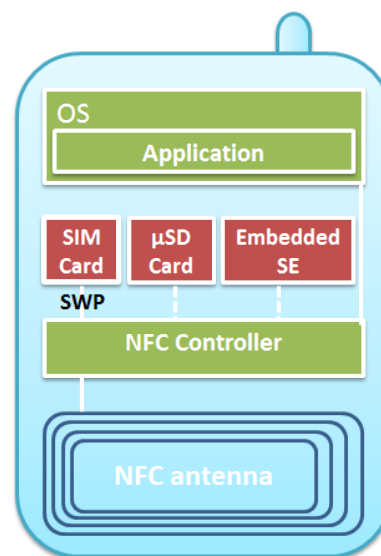 OS
Application
SIM
Card
µSD
Card
Embedded
SE
SWP
NFC Controller
NFC antenna